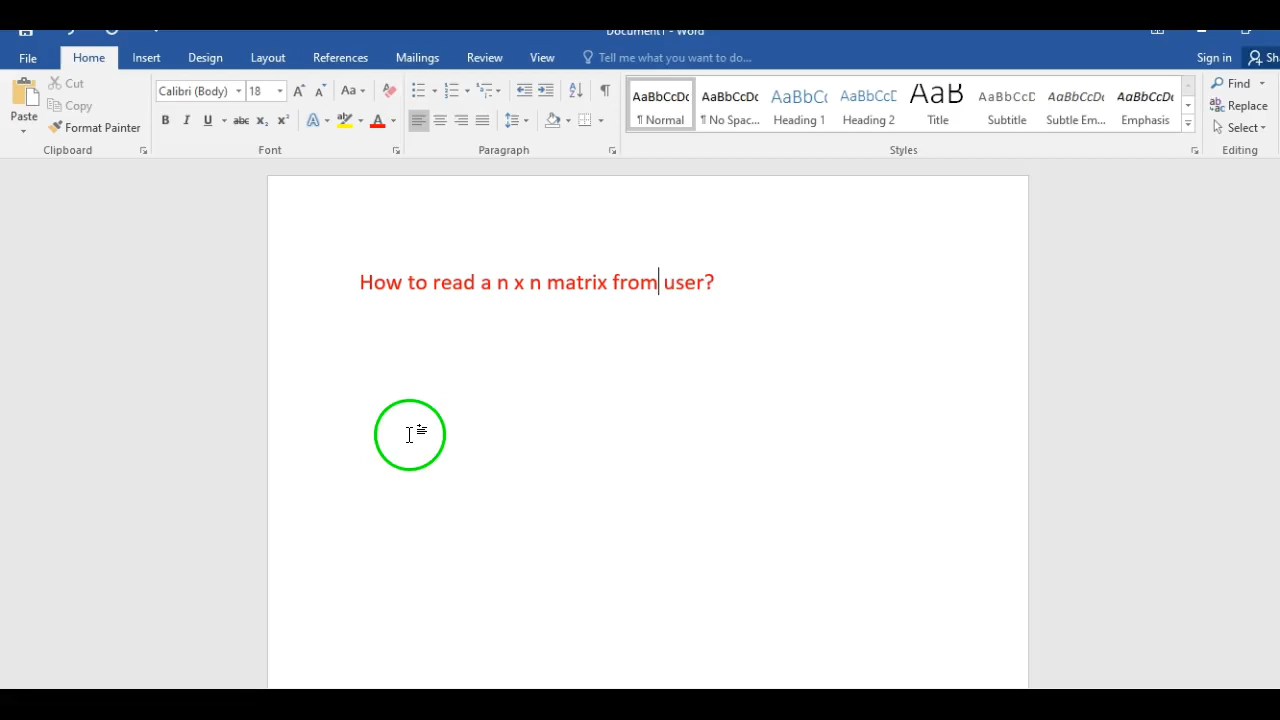 Document1 - Word
File Home Insert Design Layout References Mailings Review View Tell me what you want to do... Sign in
Paste
Cut
Copy
Format Painter
Clipboard
Calibri (Body) 18
Font
Paragraph
AaBbCcDc AaBbCcDc AaBbCc AaBbCcD AaB AaBbCcD AaBbCcDc AaBbCcDc
¶ Normal ¶ No Spac... Heading 1 Heading 2 Title Subtitle Subtle Em... Emphasis
Styles
Find
Replace
Select
Editing
How to read a n x n matrix from user?